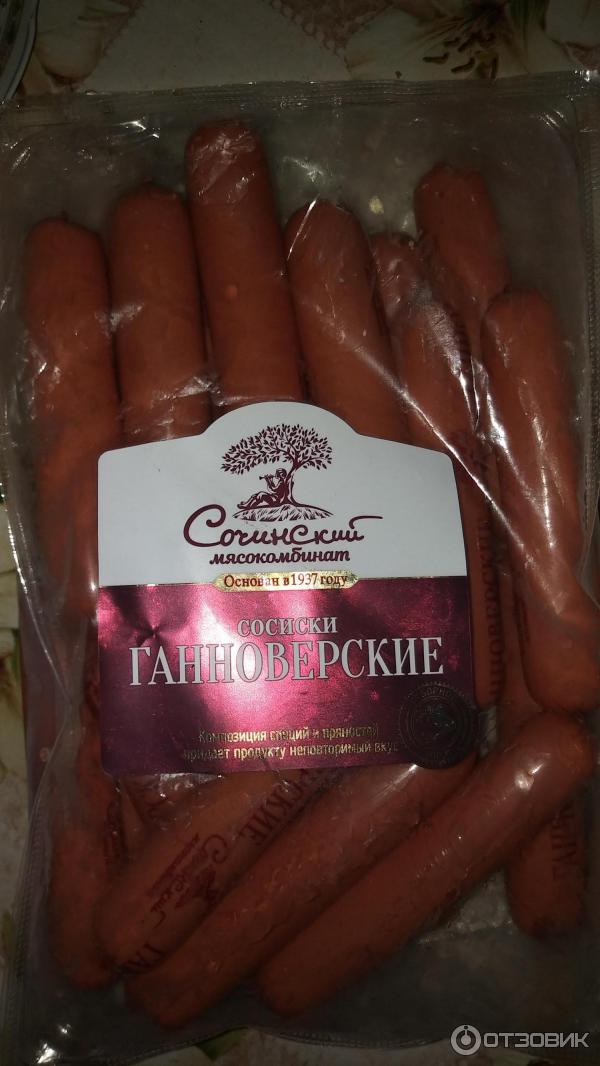 Сочинский
мясокомбинат
Основан в 1937 году
СОСИСКИ
ГАННОВЕРСКИЕ
Композиция специй и пряностей
придает продукту неповторимый вкус
ОТЗОВИК